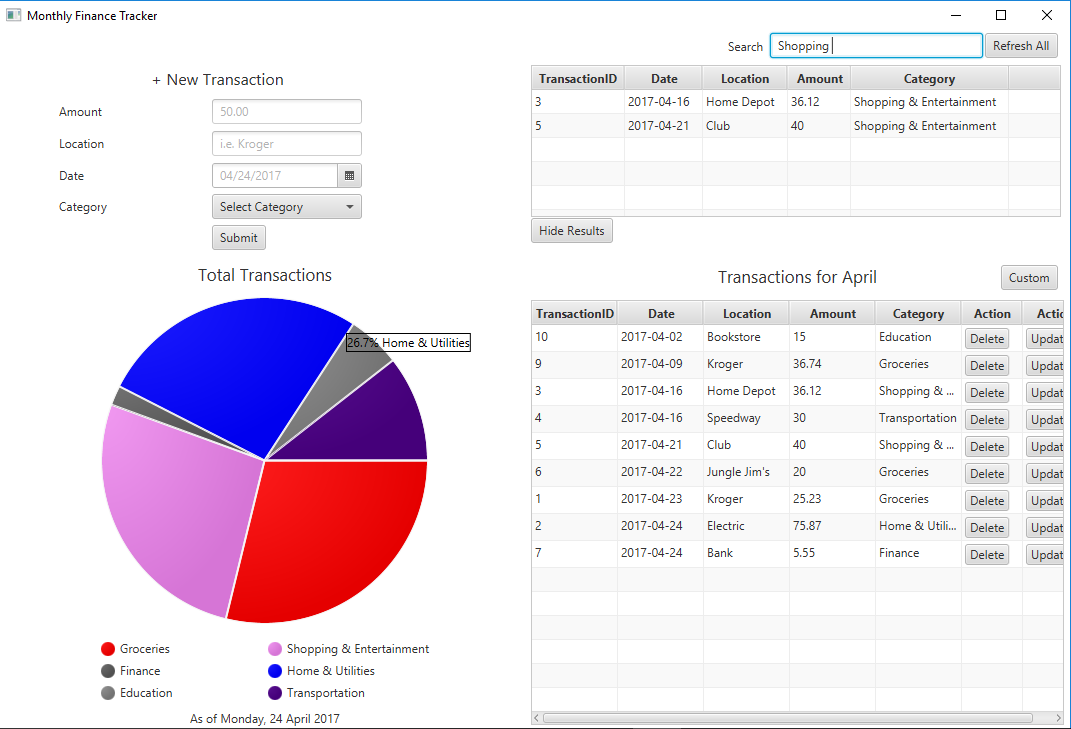 Monthly Finance Tracker
Search Shopping Refresh All
+ New Transaction
Amount 50.00
Location i.e. Kroger
Date 04/24/2017
Category Select Category
Submit
TransactionID Date Location Amount Category
3 2017-04-16 Home Depot 36.12 Shopping & Entertainment
5 2017-04-21 Club 40 Shopping & Entertainment
Hide Results
Total Transactions
26.7% Home & Utilities
Groceries Shopping & Entertainment
Finance Home & Utilities
Education Transportation
As of Monday, 24 April 2017
Transactions for April Custom
TransactionID Date Location Amount Category Action Actio
10 2017-04-02 Bookstore 15 Education Delete Updat
9 2017-04-09 Kroger 36.74 Groceries Delete Updat
3 2017-04-16 Home Depot 36.12 Shopping & ... Delete Updat
4 2017-04-16 Speedway 30 Transportation Delete Updat
5 2017-04-21 Club 40 Shopping & ... Delete Updat
6 2017-04-22 Jungle Jim's 20 Groceries Delete Updat
1 2017-04-23 Kroger 25.23 Groceries Delete Updat
2 2017-04-24 Electric 75.87 Home & Utili... Delete Updat
7 2017-04-24 Bank 5.55 Finance Delete Updat